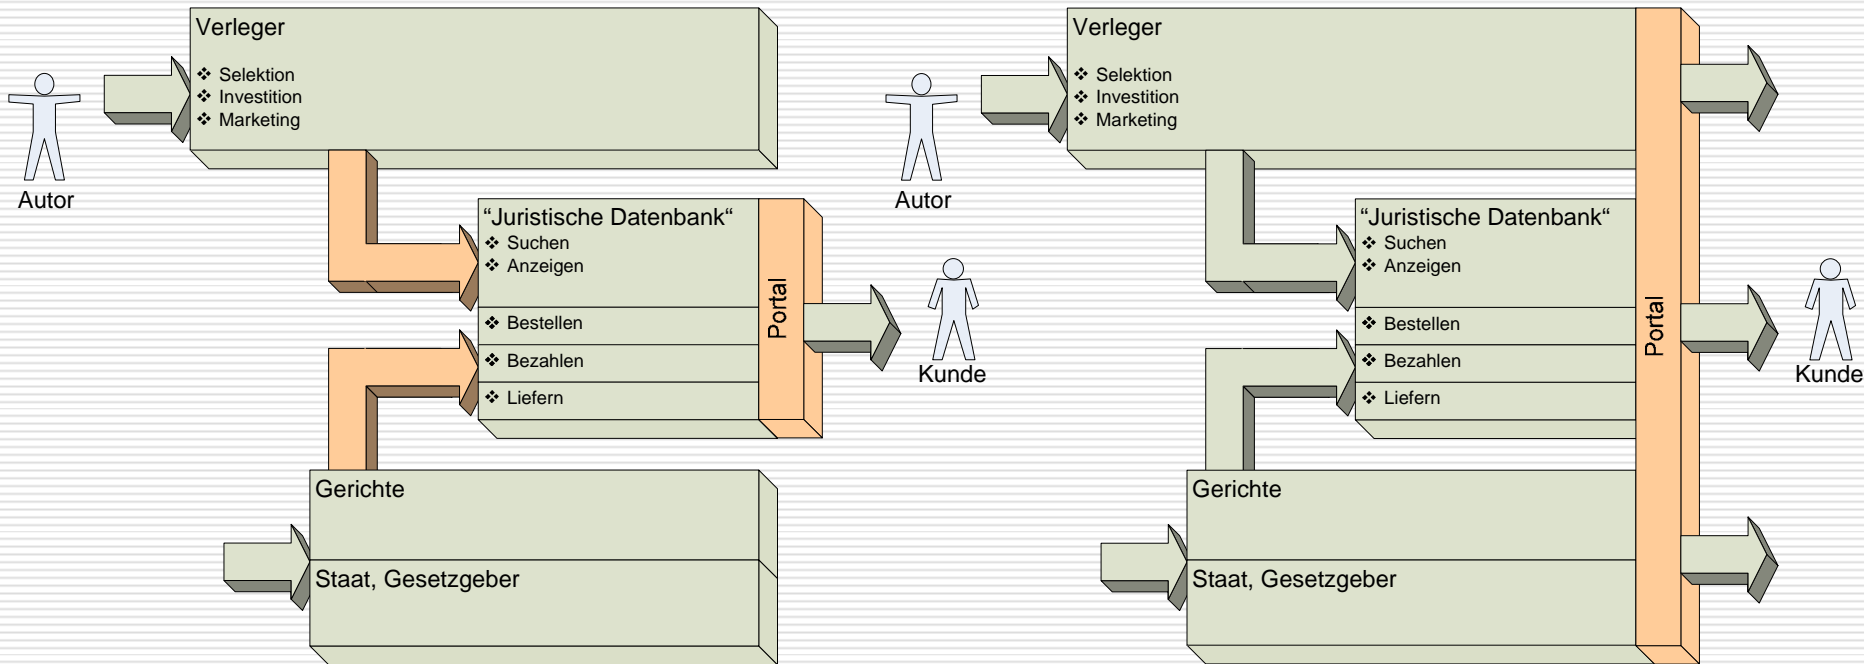 Verleger
❖ Selektion
❖ Investition
❖ Marketing
Autor
“Juristische Datenbank“
❖ Suchen
❖ Anzeigen
❖ Bestellen
❖ Bezahlen
❖ Liefern
Portal
Kunde
Gerichte
Staat, Gesetzgeber
Verleger
❖ Selektion
❖ Investition
❖ Marketing
Autor
“Juristische Datenbank“
❖ Suchen
❖ Anzeigen
❖ Bestellen
❖ Bezahlen
❖ Liefern
Portal
Kunde
Gerichte
Staat, Gesetzgeber